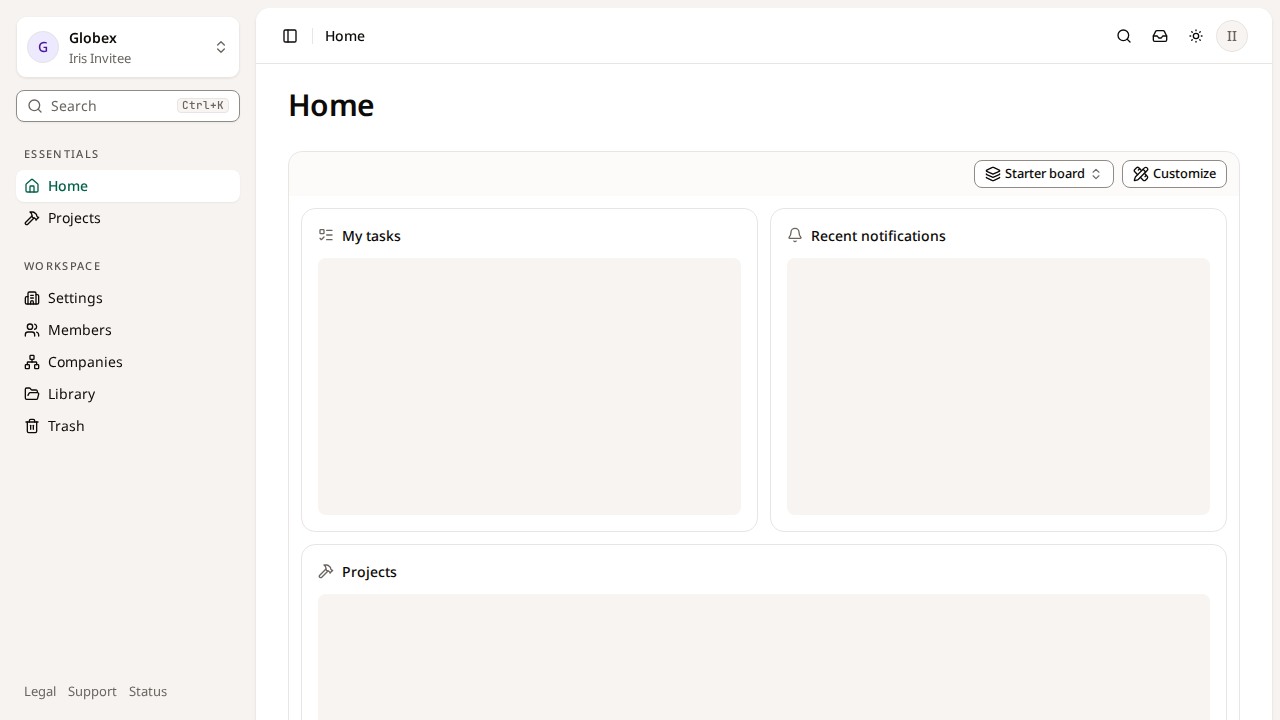 G
Globex
Iris Invitee
Search
Ctrl+K
ESSENTIALS
Home
Projects
WORKSPACE
Settings
Members
Companies
Library
Trash
Legal Support Status
Home
II
Home
Starter board
Customize
My tasks
Recent notifications
Projects